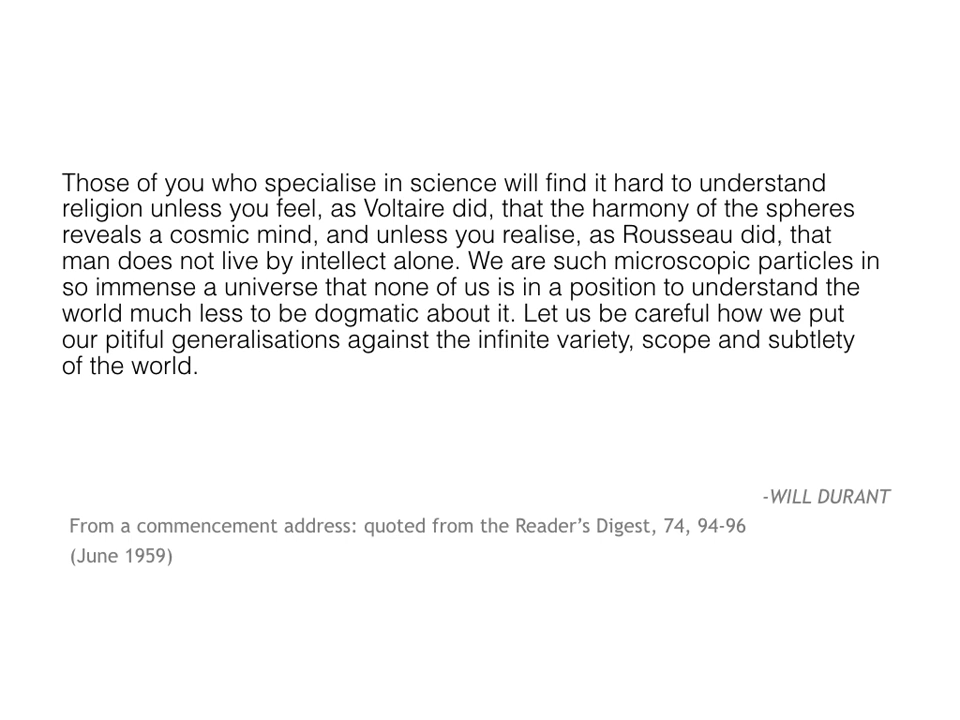 Those of you who specialise in science will find it hard to understand
religion unless you feel, as Voltaire did, that the harmony of the spheres
reveals a cosmic mind, and unless you realise, as Rousseau did, that
man does not live by intellect alone. We are such microscopic particles in
so immense a universe that none of us is in a position to understand the
world much less to be dogmatic about it. Let us be careful how we put
our pitiful generalisations against the infinite variety, scope and subtlety
of the world.
-WILL DURANT
From a commencement address: quoted from the Reader’s Digest, 74, 94-96
(June 1959)